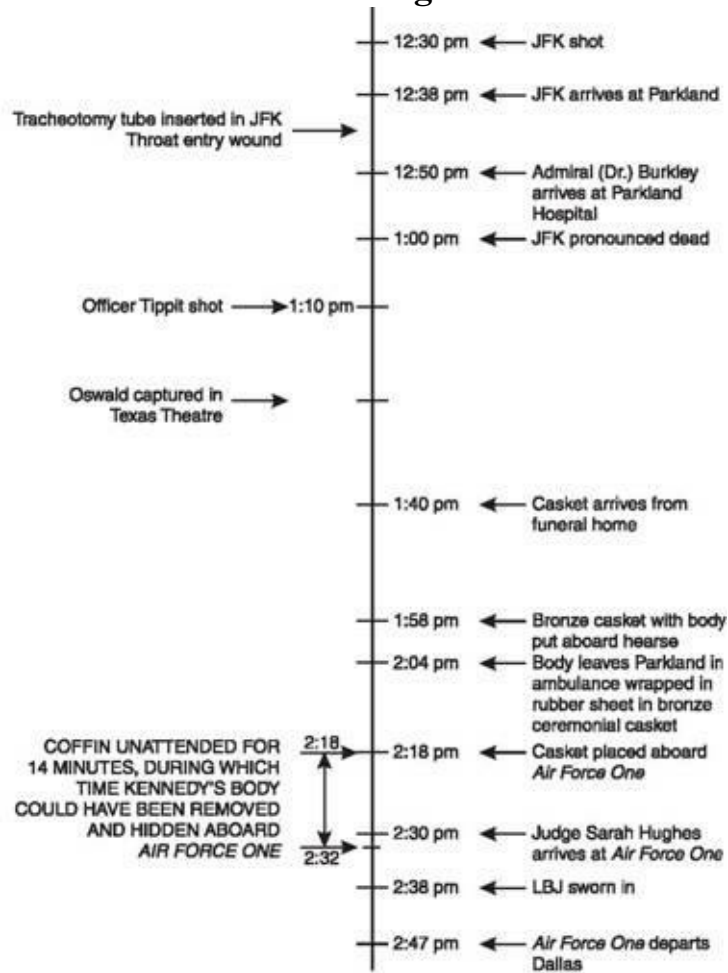 12:30 pm JFK shot
12:38 pm JFK arrives at Parkland
Tracheotomy tube inserted in JFK
Throat entry wound
12:50 pm Admiral (Dr.) Burkley
arrives at Parkland
Hospital
1:00 pm JFK pronounced dead
Officer Tippit shot 1:10 pm
Oswald captured in
Texas Theatre
1:40 pm Casket arrives from
funeral home
1:58 pm Bronze casket with body
put aboard hearse
2:04 pm Body leaves Parkland in
ambulance wrapped in
rubber sheet in bronze
ceremonial casket
COFFIN UNATTENDED FOR
14 MINUTES, DURING WHICH
TIME KENNEDY'S BODY
COULD HAVE BEEN REMOVED
AND HIDDEN ABOARD
AIR FORCE ONE
2:18
2:32
2:18 pm Casket placed aboard
Air Force One
2:30 pm Judge Sarah Hughes
arrives at Air Force One
2:38 pm LBJ sworn in
2:47 pm Air Force One departs
Dallas